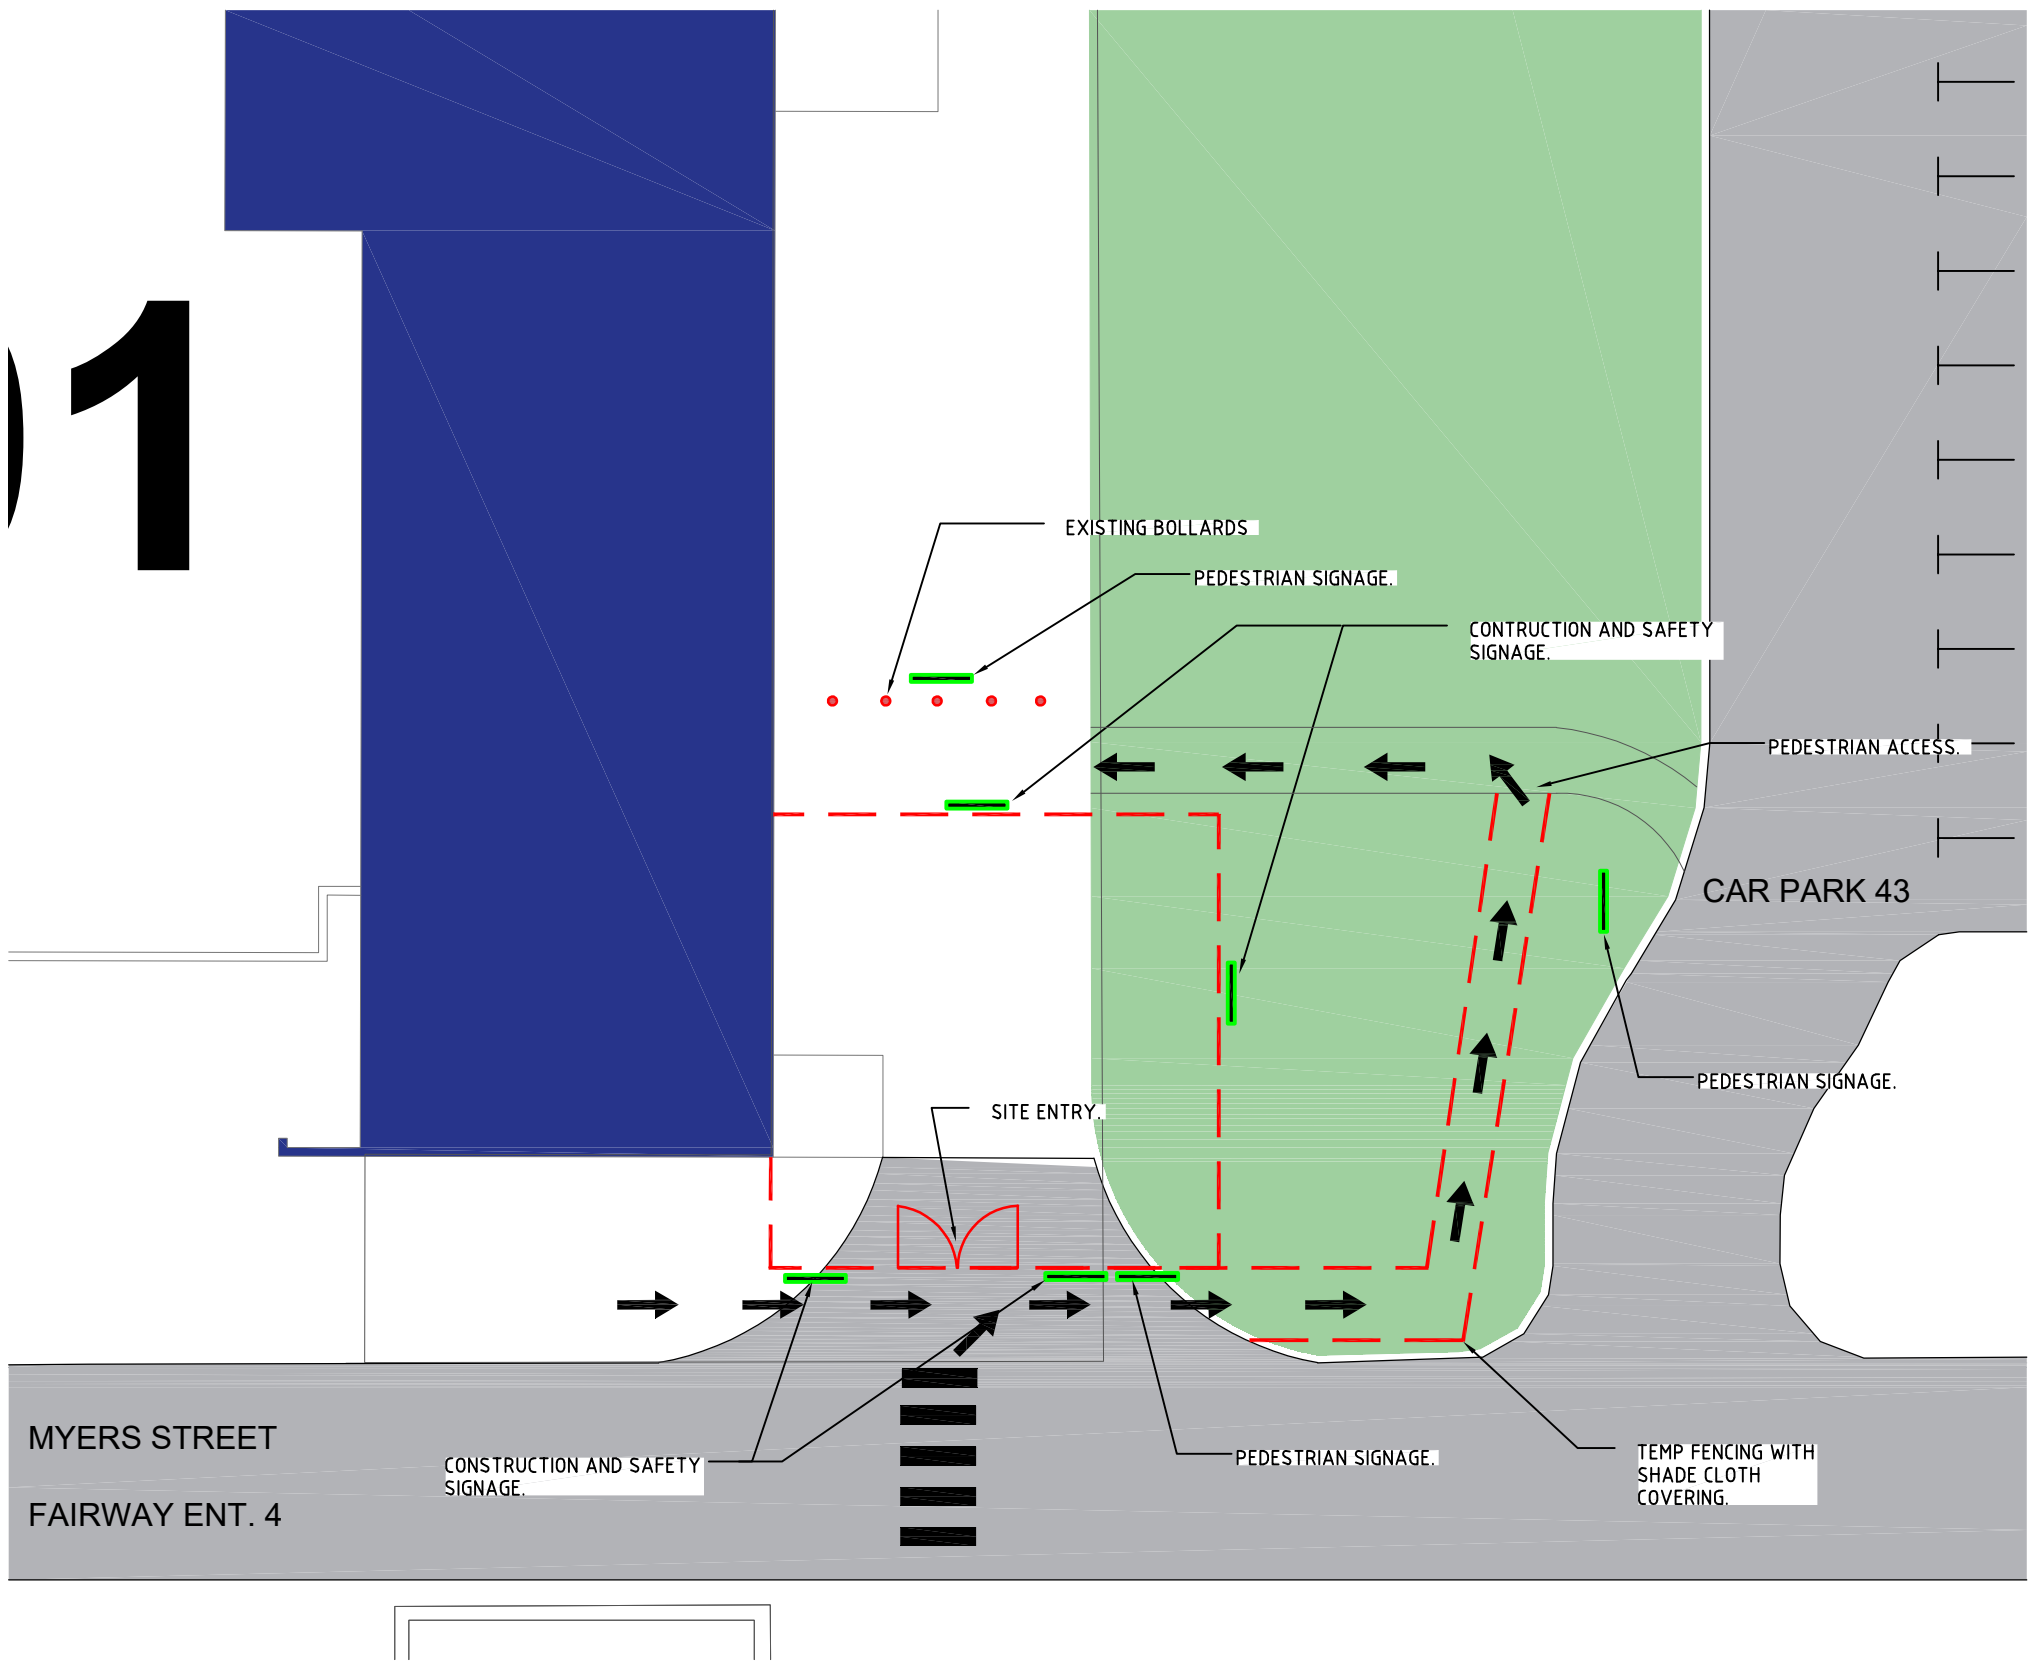 01
EXISTING BOLLARDS
PEDESTRIAN SIGNAGE.
CONTRUCTION AND SAFETY
SIGNAGE.
PEDESTRIAN ACCESS.
CAR PARK 43
PEDESTRIAN SIGNAGE.
SITE ENTRY.
MYERS STREET
FAIRWAY ENT. 4
CONSTRUCTION AND SAFETY
SIGNAGE.
PEDESTRIAN SIGNAGE.
TEMP FENCING WITH
SHADE CLOTH
COVERING.